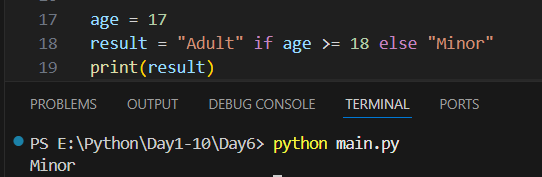 17 age = 17
18 result = "Adult" if age >= 18 else "Minor"
19 print(result)
PROBLEMS OUTPUT DEBUG CONSOLE TERMINAL PORTS
PS E:\Python\Day1-10\Day6> python main.py
Minor